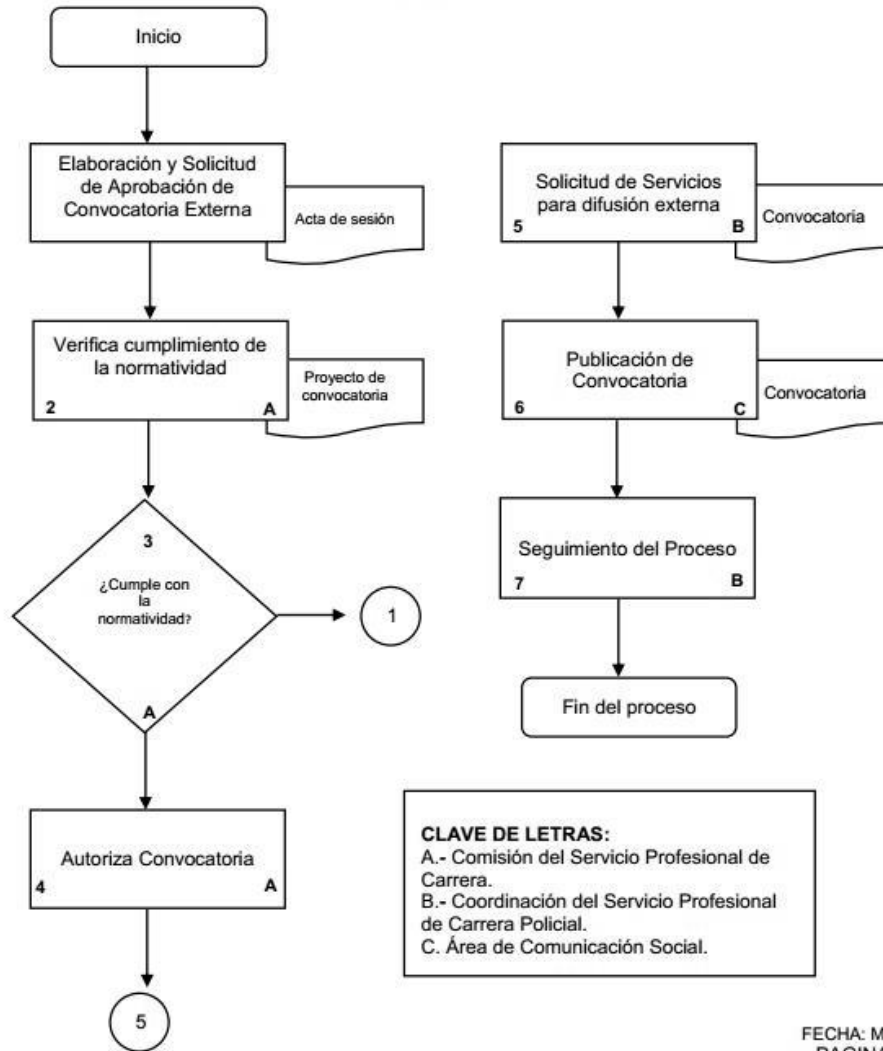 Inicio
Elaboración y Solicitud
de Aprobación de
Convocatoria Externa
Acta de sesión
Verifica cumplimiento de
la normatividad
2
A
Proyecto de
convocatoria
3
¿Cumple con
la
normatividad?
A
1
Autoriza Convocatoria
4
A
5
Solicitud de Servicios
para difusión externa
5
B
Convocatoria
Publicación de
Convocatoria
6
C
Convocatoria
Seguimiento del Proceso
7
B
Fin del proceso
CLAVE DE LETRAS:
A.- Comisión del Servicio Profesional de
Carrera.
B.- Coordinación del Servicio Profesional
de Carrera Policial.
C. Área de Comunicación Social.
FECHA: M